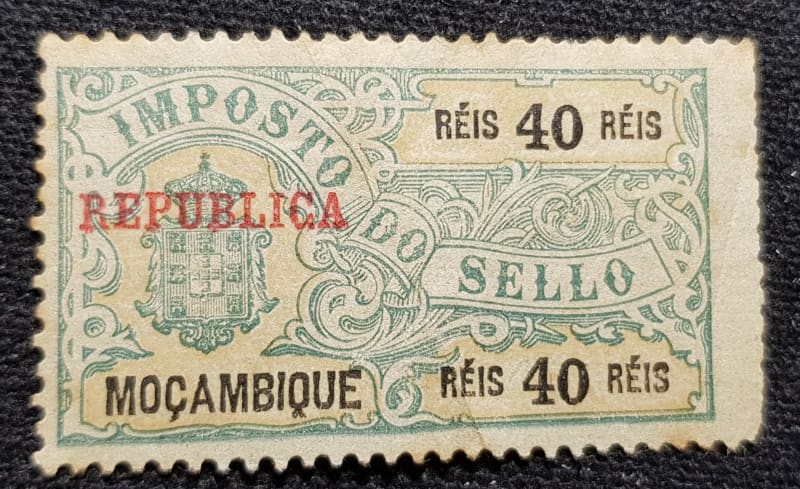 IMPOSTO DO SELLO
RÉIS 40 RÉIS
REPUBLICA
MOÇAMBIQUE
RÉIS 40 RÉIS